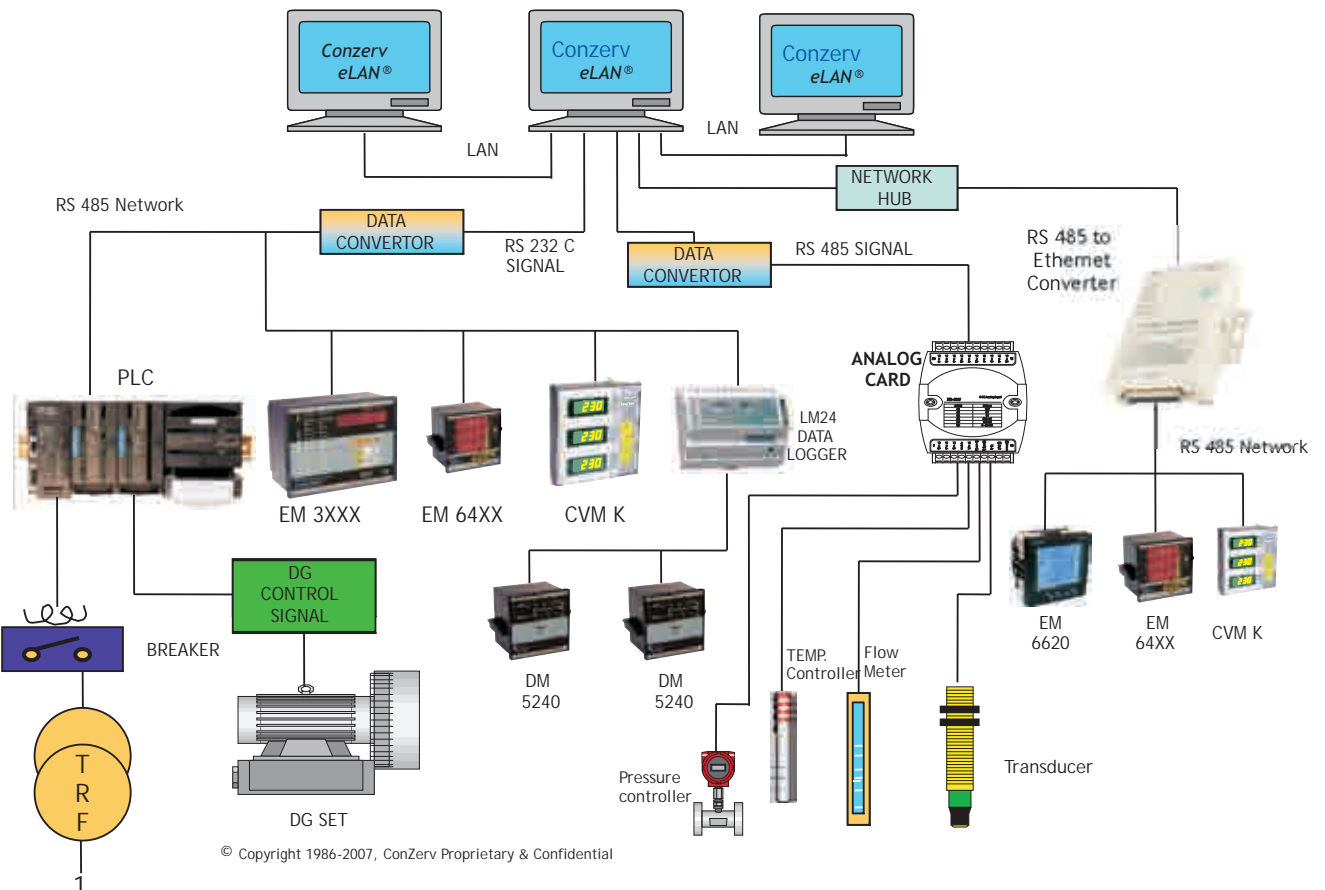 Conzerv
eLAN®
Conzerv
eLAN®
Conzerv
eLAN®
LAN
LAN
NETWORK
HUB
RS 485 Network
DATA
CONVERTOR
RS 232 C
SIGNAL
DATA
CONVERTOR
RS 485 SIGNAL
RS 485 to
Ethernet
Converter
PLC
ANALOG
CARD
230
230
230
LM24
DATA
LOGGER
RS 485 Network
EM 3XXX
EM 64XX
CVM K
230
230
230
DG
CONTROL
SIGNAL
BREAKER
EM
6620
EM
64XX
CVM K
DM
5240
DM
5240
TEMP.
Controller
Flow
Meter
T
R
F
Pressure
controller
Transducer
DG SET
© Copyright 1986-2007, ConZerv Proprietary & Confidential
1